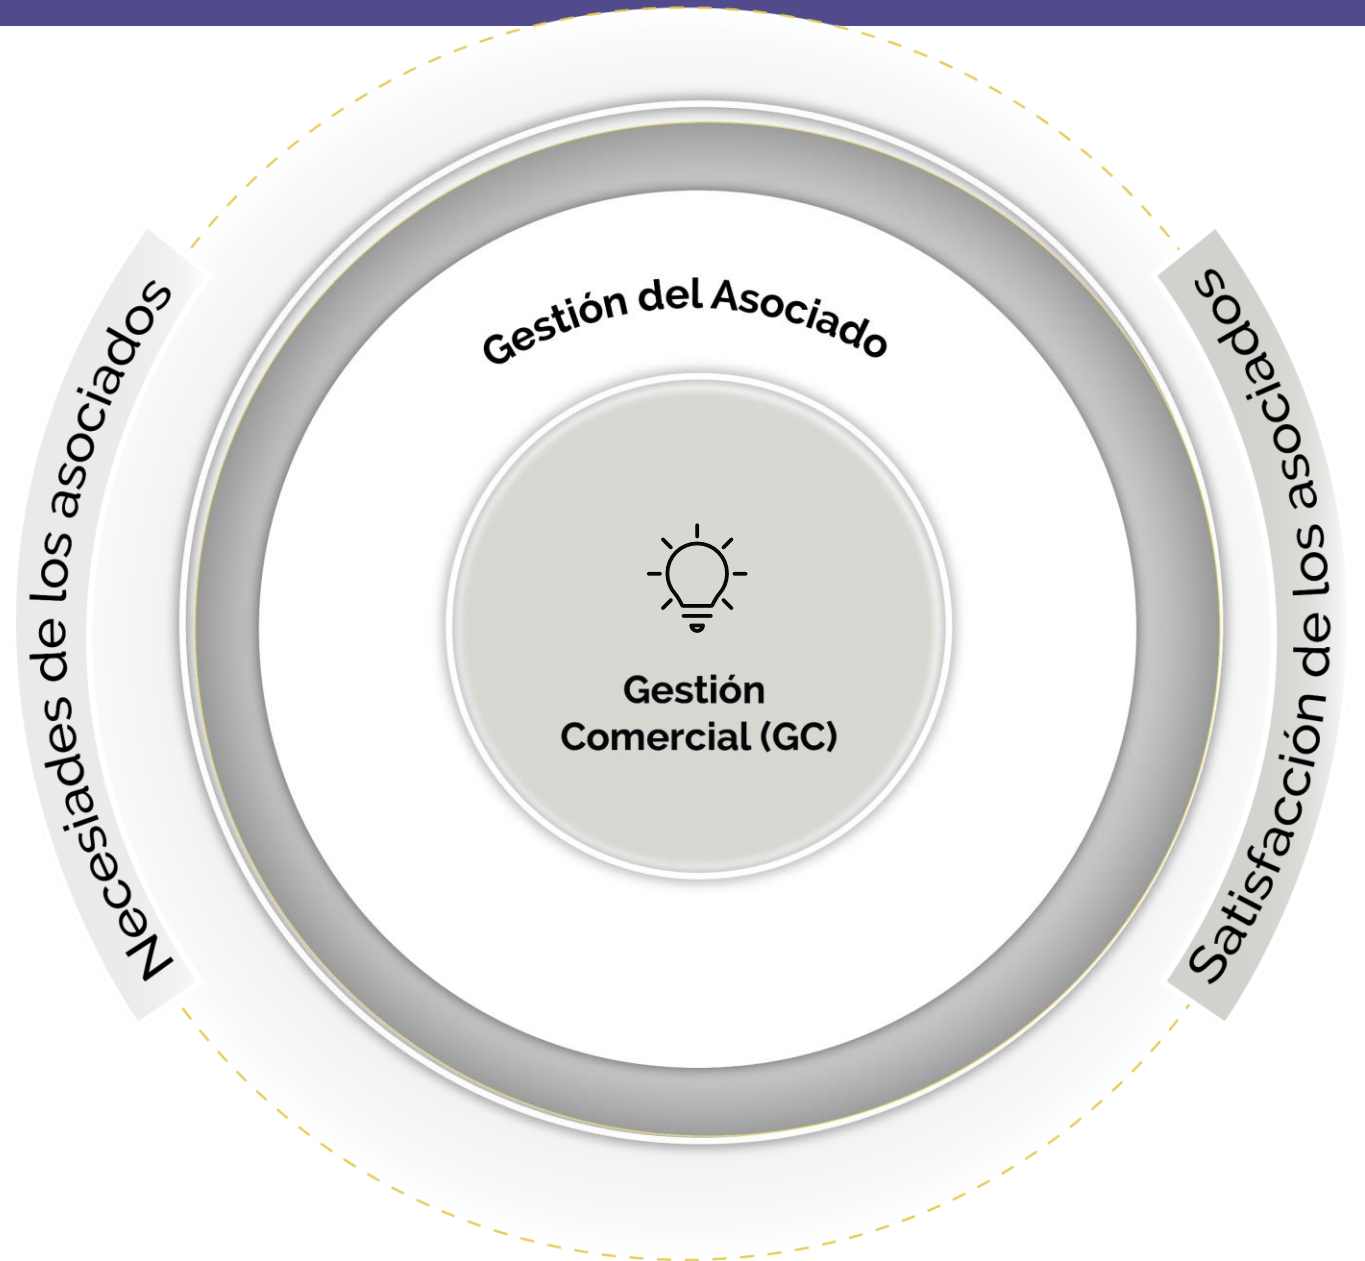 Necesiades de los asociados
Gestión del Asociado
Gestión
Comercial (GC)
Satisfacción de los asociados